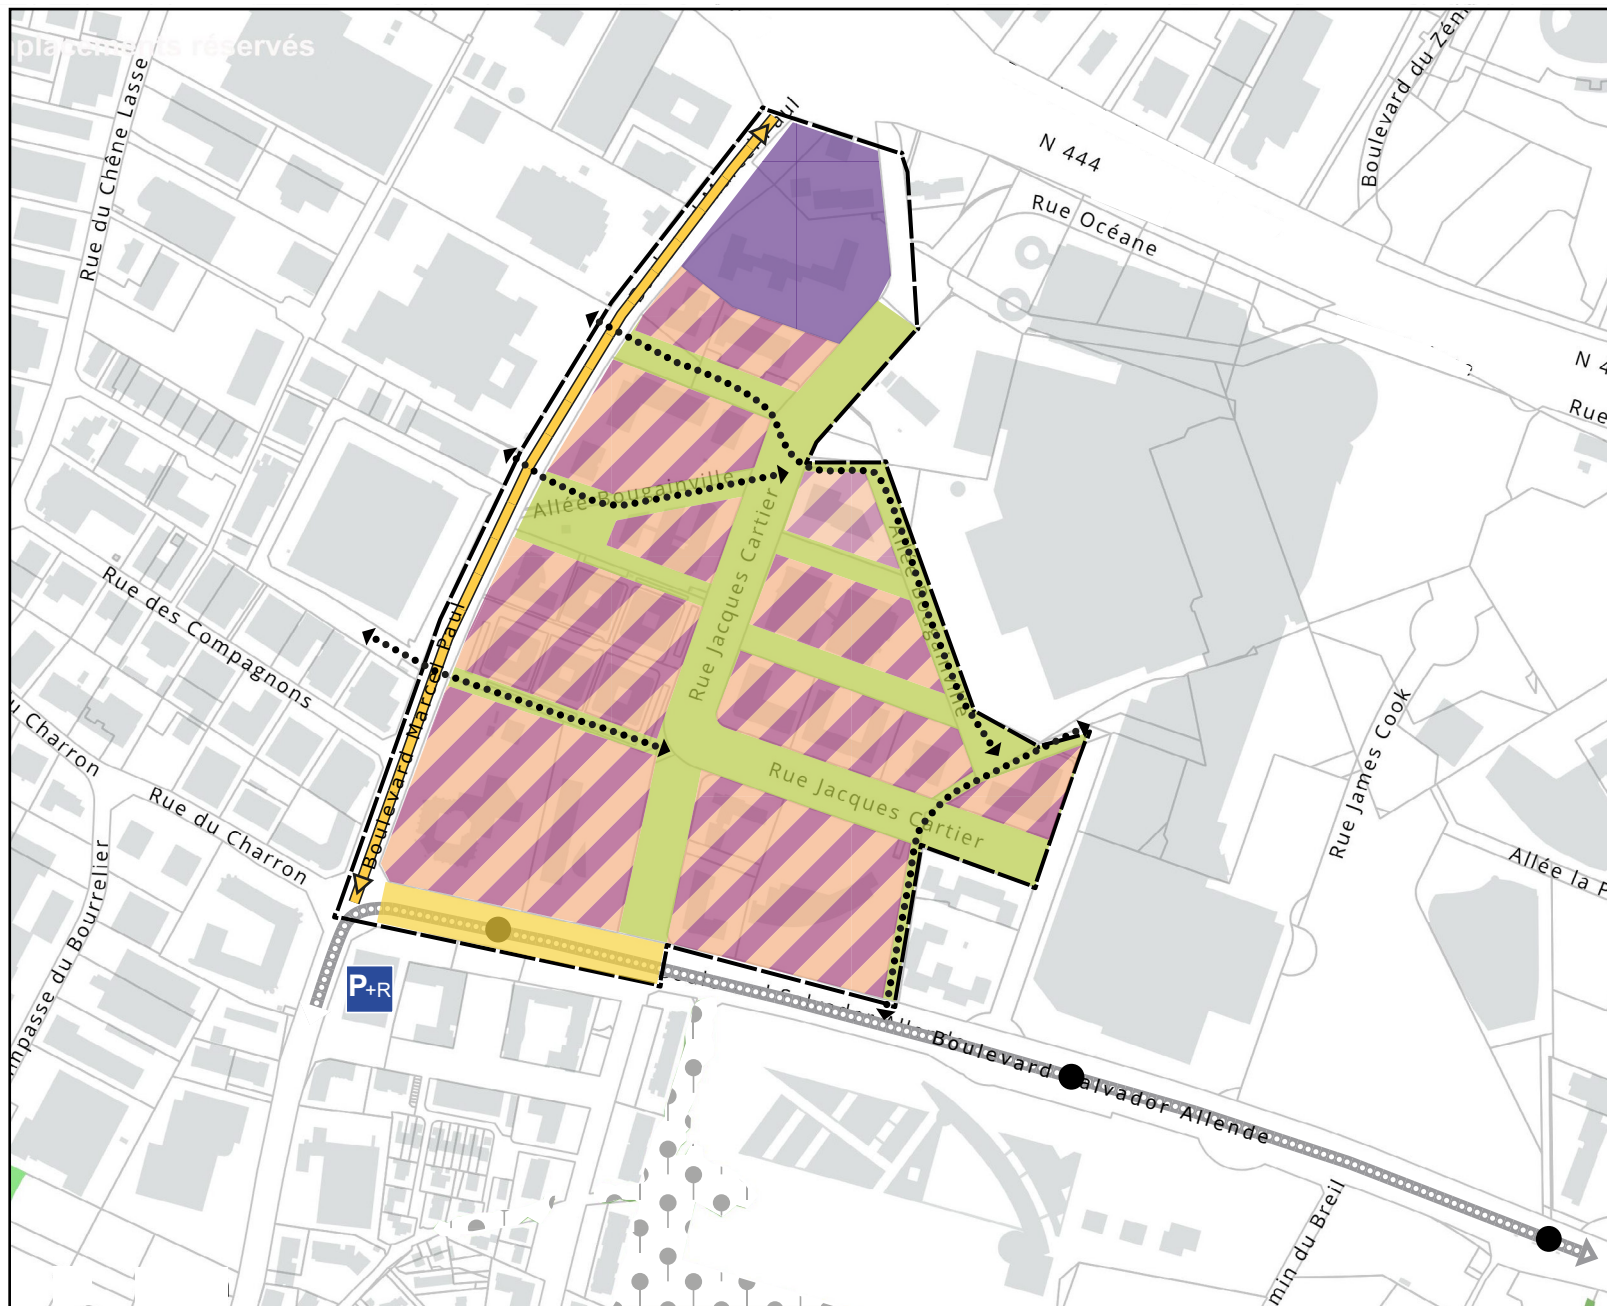 placements réservés
Boulevard du Zéni
Rue du Chêne Lasse
N 444
Rue Océane
N 4
Rue
Allée Bougainville
Rue Jacques Cartier
Allée Bougainville
Rue des Compagnons
Boulevard Marcel Paul
u Charron
Rue du Charron
Rue Jacques Cartier
Rue James Cook
Allée la P
mpasse du Bourrelier
P+R
Boulevard Salvador Allende
min du Breil